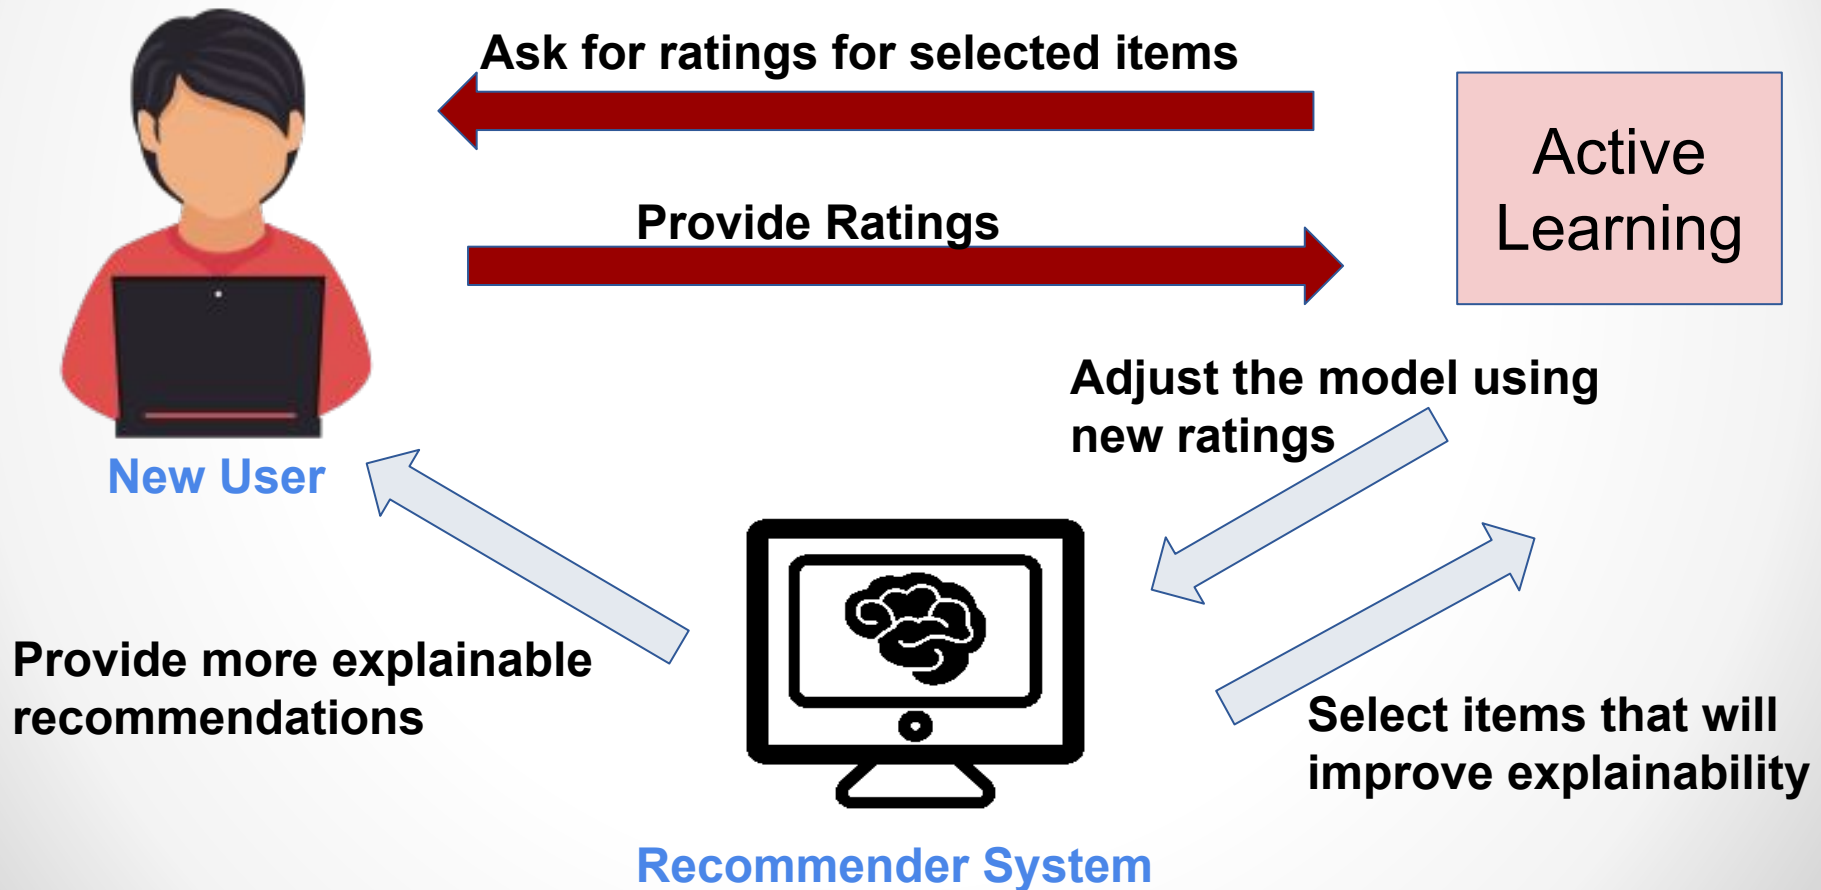 Ask for ratings for selected items
Active
Learning
Provide Ratings
Adjust the model using
new ratings
New User
Provide more explainable
recommendations
Select items that will
improve explainability
Recommender System